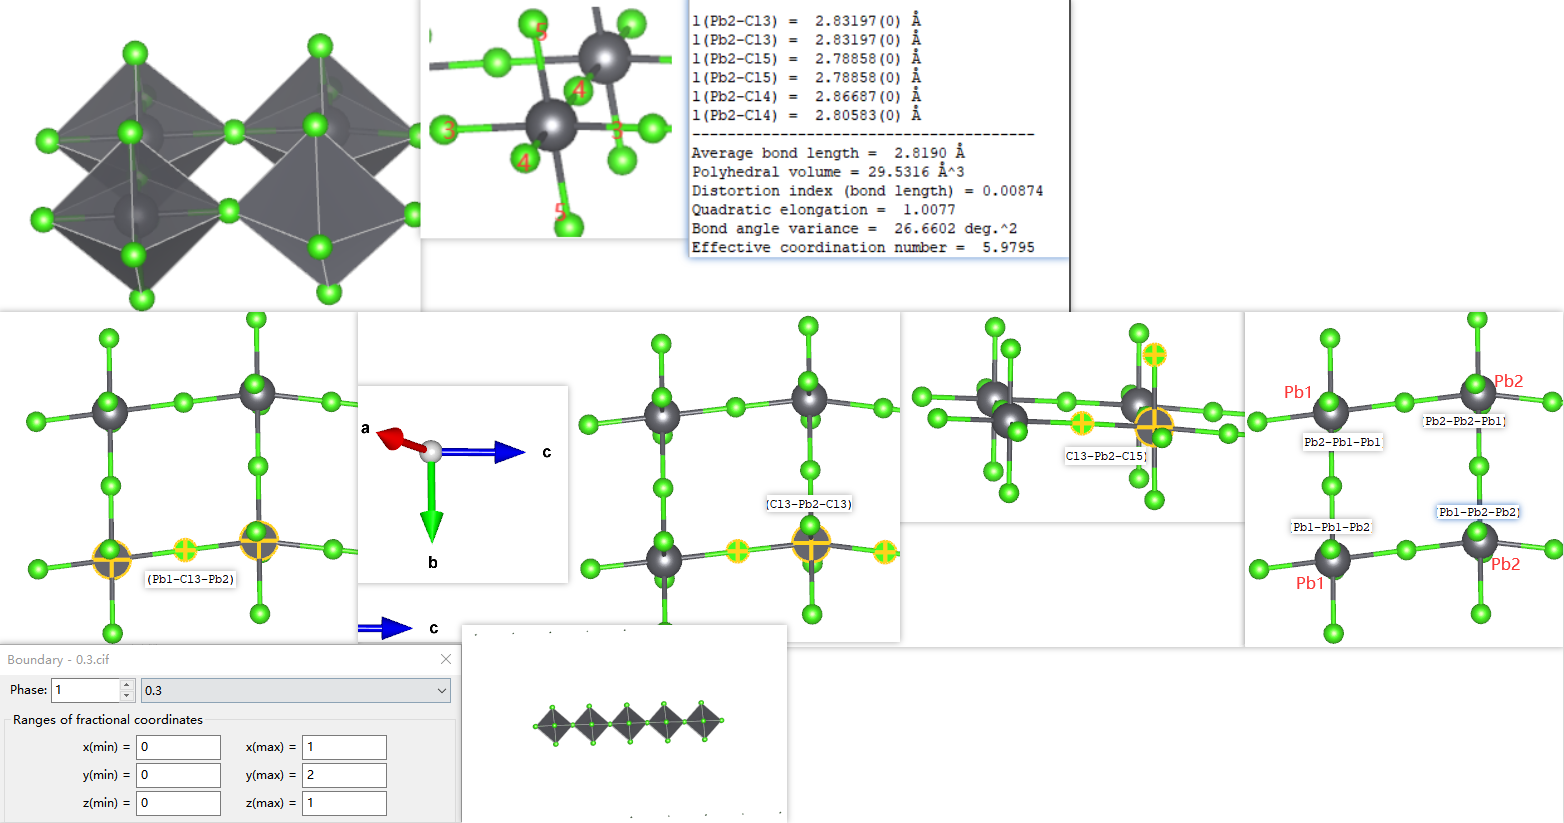 5
4
3
3
4
5
l(Pb2-Cl3) = 2.83197(0) Å
l(Pb2-Cl3) = 2.83197(0) Å
l(Pb2-Cl5) = 2.78858(0) Å
l(Pb2-Cl5) = 2.78858(0) Å
l(Pb2-Cl4) = 2.86687(0) Å
l(Pb2-Cl4) = 2.80583(0) Å
---------------------------------------
Average bond length = 2.8190 Å
Polyhedral volume = 29.5316 Å^3
Distortion index (bond length) = 0.00874
Quadratic elongation = 1.0077
Bond angle variance = 26.6602 deg.^2
Effective coordination number = 5.9795
(Pb1-Cl3-Pb2)
a
c
b
c
(Cl3-Pb2-Cl3)
Cl3-Pb2-Cl5)
Pb1
Pb2
Pb2-Pb1-Pb1
(Pb2-Pb2-Pb1)
(Pb1-Pb1-Pb2
(Pb1-Pb2-Pb2)
Pb1
Pb2
Boundary - 0.3.cif
Phase: 1 0.3
Ranges of fractional coordinates
x(min) = 0 x(max) = 1
y(min) = 0 y(max) = 2
z(min) = 0 z(max) = 1